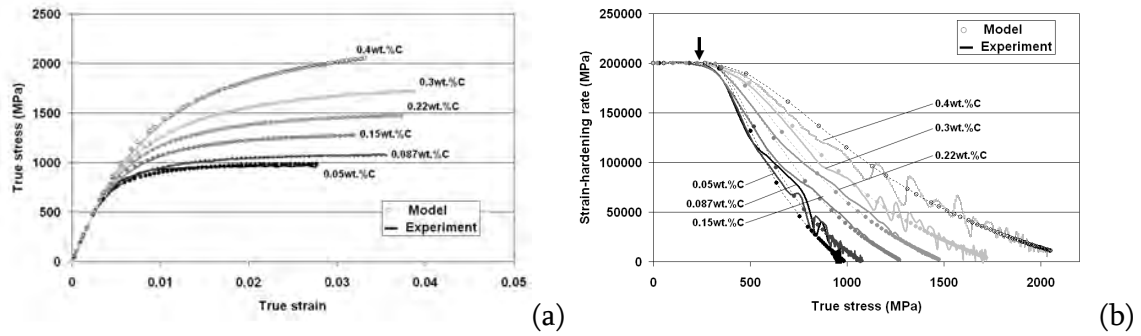 (a)
2500
2000
1500
1000
500
0
True stress (MPa)
0.4wt.%C
0.3wt.%C
0.22wt.%C
0.15wt.%C
0.087wt.%C
0.05wt.%C
Model
Experiment
0
0.01
0.02
0.03
0.04
0.05
True strain
(a)
(b)
250000
200000
150000
100000
50000
0
Strain-hardening rate (MPa)
Model
Experiment
0.4wt.%C
0.3wt.%C
0.22wt.%C
0.05wt.%C
0.087wt.%C
0.15wt.%C
0
500
1000
1500
2000
True stress (MPa)
(b)